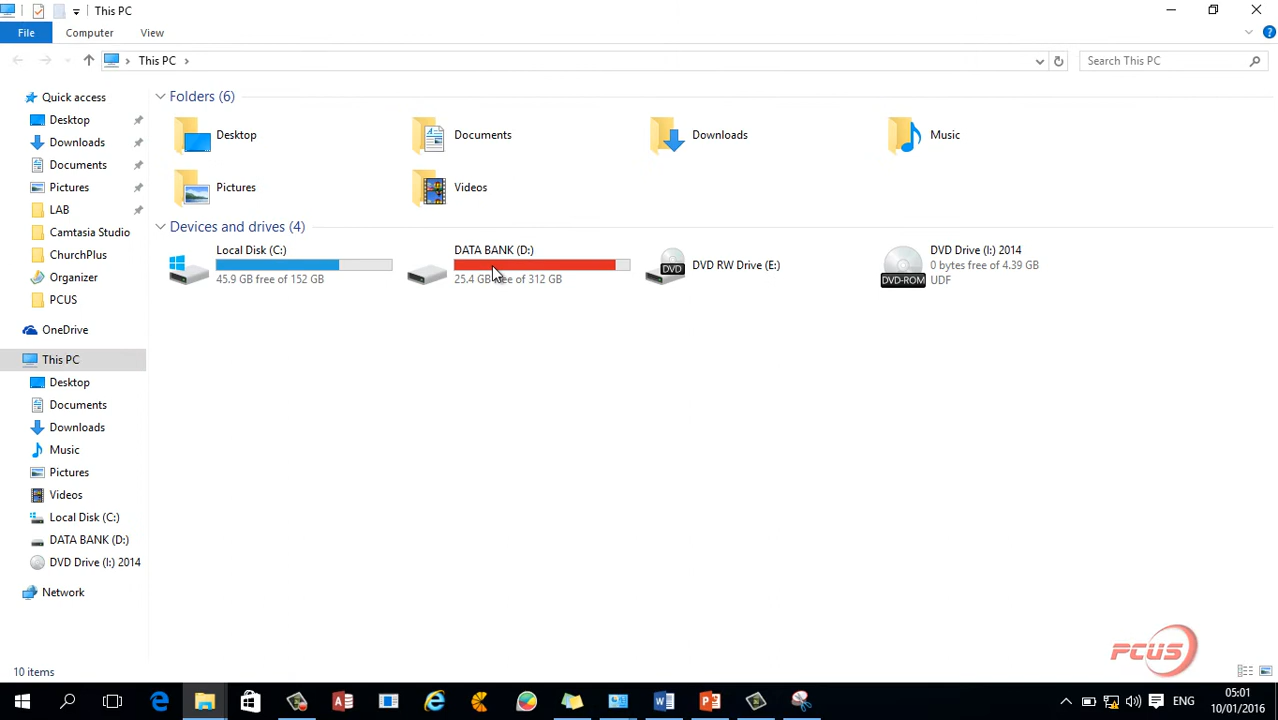 This PC
File Computer View
This PC
Search This PC
Quick access
Desktop
Downloads
Documents
Pictures
LAB
Camtasia Studio
ChurchPlus
Organizer
PCUS
OneDrive
This PC
Desktop
Documents
Downloads
Music
Pictures
Videos
Local Disk (C:)
DATA BANK (D:)
DVD Drive (I:) 2014
Network
Folders (6)
Desktop
Documents
Downloads
Music
Pictures
Videos
Devices and drives (4)
Local Disk (C:)
45.9 GB free of 152 GB
DATA BANK (D:)
25.4 GB free of 312 GB
DVD
DVD RW Drive (E:)
DVD-ROM
DVD Drive (I:) 2014
0 bytes free of 4.39 GB
UDF
10 items
PCUS
ENG
05:01
10/01/2016